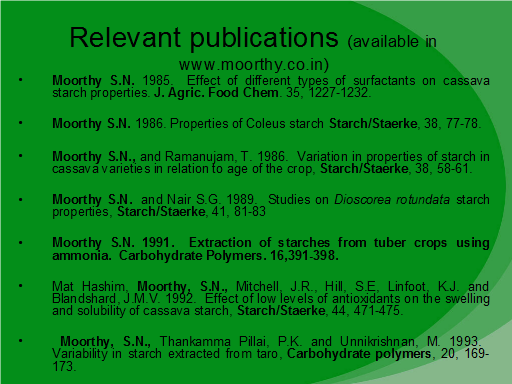 Relevant publications (available in
www.moorthy.co.in)
• Moorthy S.N. 1985. Effect of different types of surfactants on cassava
starch properties. J. Agric. Food Chem. 35, 1227-1232.
• Moorthy S.N. 1986. Properties of Coleus starch Starch/Staerke, 38, 77-78.
• Moorthy S.N., and Ramanujam, T. 1986. Variation in properties of starch in
cassava varieties in relation to age of the crop, Starch/Staerke, 38, 58-61.
• Moorthy S.N. and Nair S.G. 1989. Studies on Dioscorea rotundata starch
properties, Starch/Staerke, 41, 81-83
• Moorthy S.N. 1991. Extraction of starches from tuber crops using
ammonia. Carbohydrate Polymers. 16,391-398.
• Mat Hashim, Moorthy, S.N., Mitchell, J.R., Hill, S.E, Linfoot, K.J. and
Blandshard, J.M.V. 1992. Effect of low levels of antioxidants on the swelling
and solubility of cassava starch, Starch/Staerke, 44, 471-475.
• Moorthy, S.N., Thankamma Pillai, P.K. and Unnikrishnan, M. 1993.
Variability in starch extracted from taro, Carbohydrate polymers, 20, 169-
173.